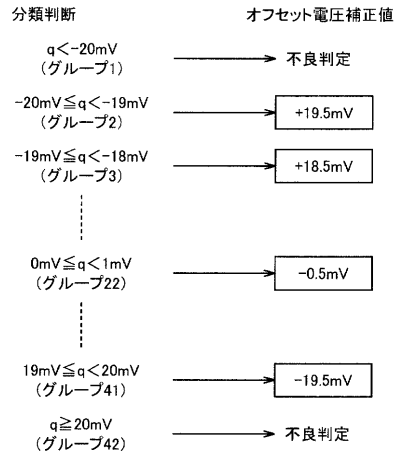 分類判断 オフセット電圧補正値
q<-20mV
(グループ1)
不良判定
-20mV≦q<-19mV
(グループ2)
+19.5mV
-19mV≦q<-18mV
(グループ3)
+18.5mV
0mV≦q<1mV
(グループ22)
-0.5mV
19mV≦q<20mV
(グループ41)
-19.5mV
q≧20mV
(グループ42)
不良判定